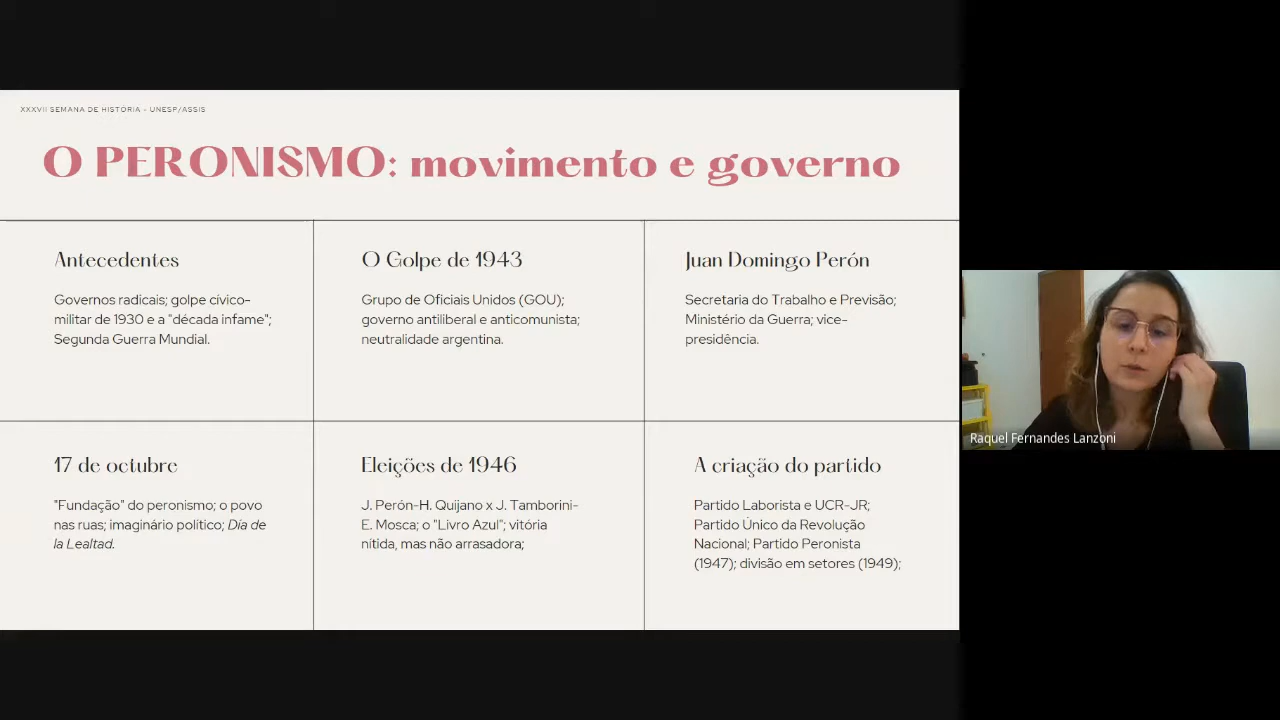 XXXVII SEMANA DE HISTÓRIA - UNESP/ASSIS
O PERONISMO: movimento e governo
Antecedentes
Governos radicais; golpe cívico-
militar de 1930 e a "década infame";
Segunda Guerra Mundial.
O Golpe de 1943
Grupo de Oficiais Unidos (GOU);
governo antiliberal e anticomunista;
neutralidade argentina.
Juan Domingo Perón
Secretaria do Trabalho e Previsão;
Ministério da Guerra; vice-
presidência.
17 de octubre
"Fundação" do peronismo; o povo
nas ruas; imaginário político; Día de
la Lealtad.
Eleições de 1946
J. Perón-H. Quijano x J. Tamborini-
E. Mosca; o "Livro Azul"; vitória
nítida, mas não arrasadora;
A criação do partido
Partido Laborista e UCR-JR;
Partido Único da Revolução
Nacional; Partido Peronista
(1947); divisão em setores (1949);
Raquel Fernandes Lanzoni